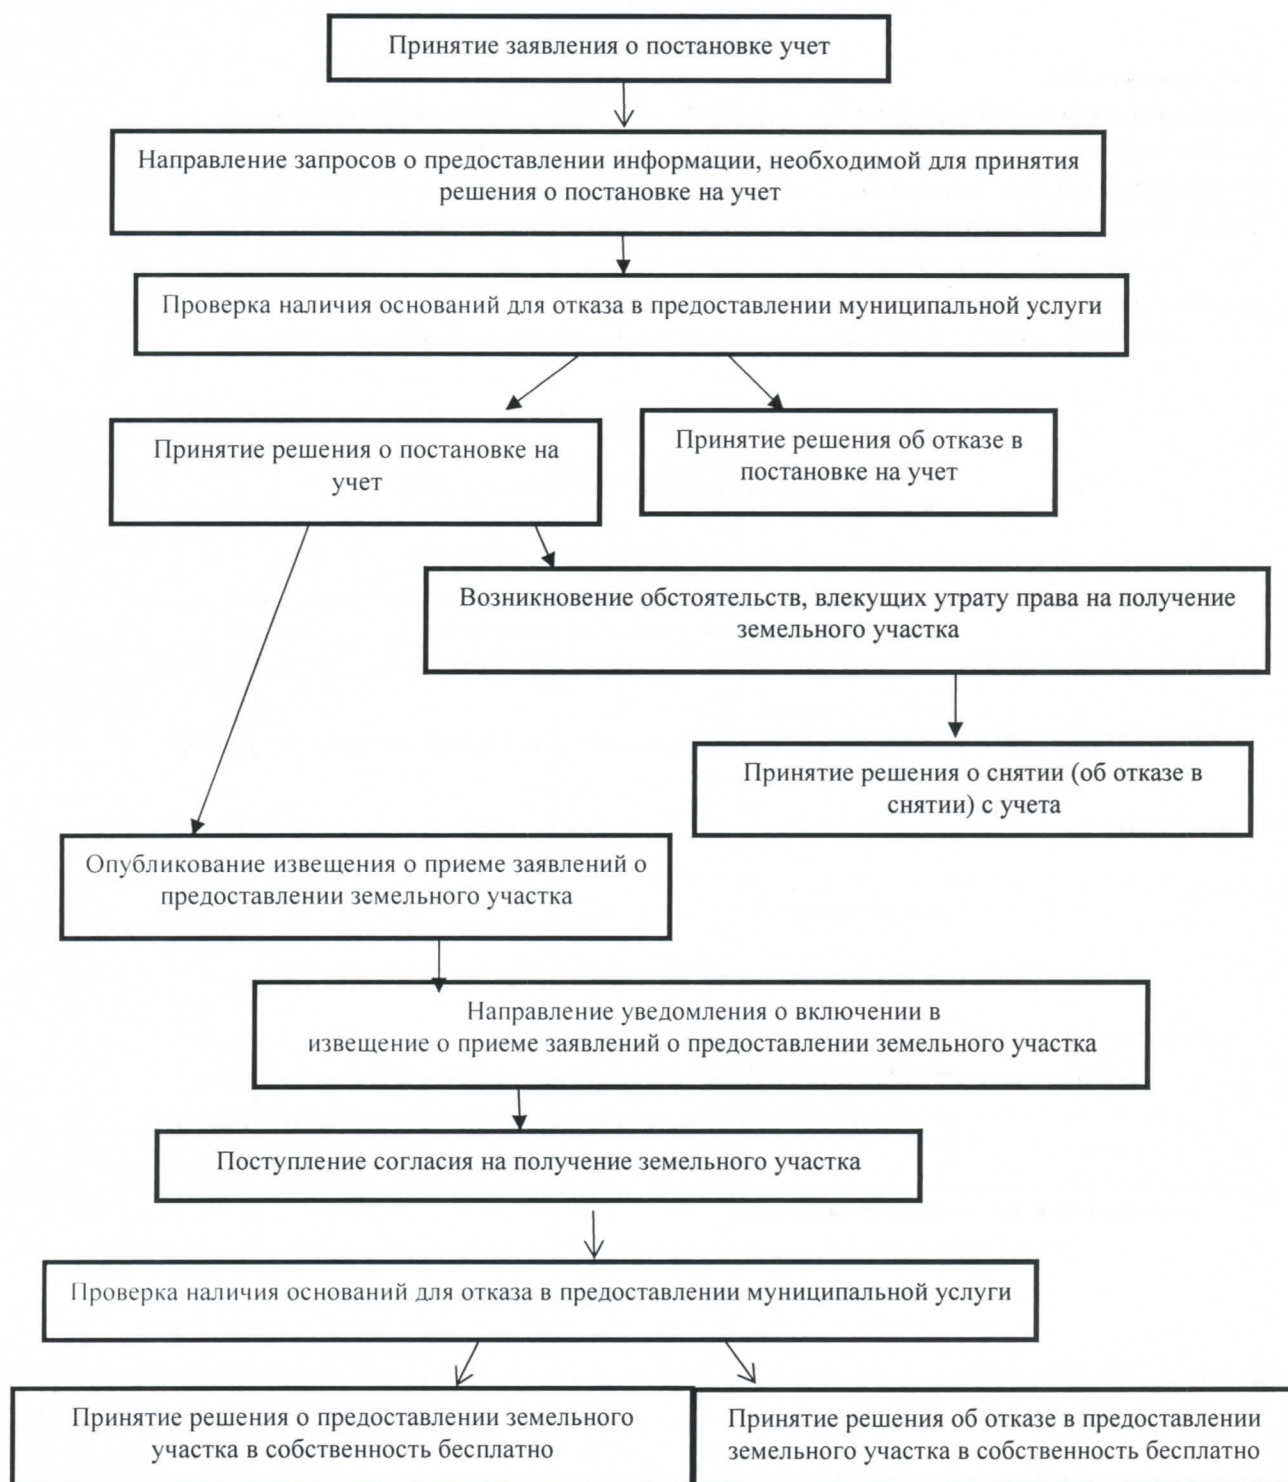 Принятие заявления о постановке учет
Направление запросов о предоставлении информации, необходимой для принятия
решения о постановке на учет
Проверка наличия оснований для отказа в предоставлении муниципальной услуги
Принятие решения о постановке на
учет
Принятие решения об отказе в
постановке на учет
Возникновение обстоятельств, влекущих утрату права на получение
земельного участка
Принятие решения о снятии (об отказе в
снятии) с учета
Опубликование извещения о приеме заявлений о
предоставлении земельного участка
Направление уведомления о включении в
извещение о приеме заявлений о предоставлении земельного участка
Поступление согласия на получение земельного участка
Проверка наличия оснований для отказа в предоставлении муниципальной услуги
Принятие решения о предоставлении земельного
участка в собственность бесплатно
Принятие решения об отказе в предоставлении
земельного участка в собственность бесплатно